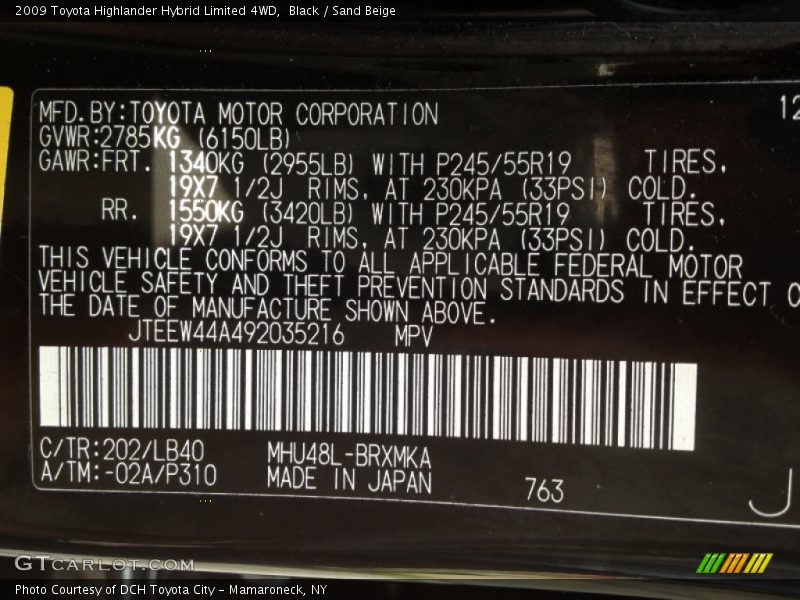 2009 Toyota Highlander Hybrid Limited 4WD, Black / Sand Beige
12
MFD.BY:TOYOTA MOTOR CORPORATION
GVWR:2785KG (6150LB)
GAWR:FRT. 1340KG (2955LB) WITH P245/55R19 TIRES,
19X7 1/2J RIMS, AT 230KPA (33PSI) COLD.
RR. 1550KG (3420LB) WITH P245/55R19 TIRES,
19X7 1/2J RIMS, AT 230KPA (33PSI) COLD.
THIS VEHICLE CONFORMS TO ALL APPLICABLE FEDERAL MOTOR
VEHICLE SAFETY AND THEFT PREVENTION STANDARDS IN EFFECT O
THE DATE OF MANUFACTURE SHOWN ABOVE.
JTEEW44A492035216 MPV
C/TR:202/LB40 MHU48L-BRXMKA
A/TM:-02A/P310 MADE IN JAPAN 763
J
GTCARLOT.COM
Photo Courtesy of DCH Toyota City - Mamaroneck, NY